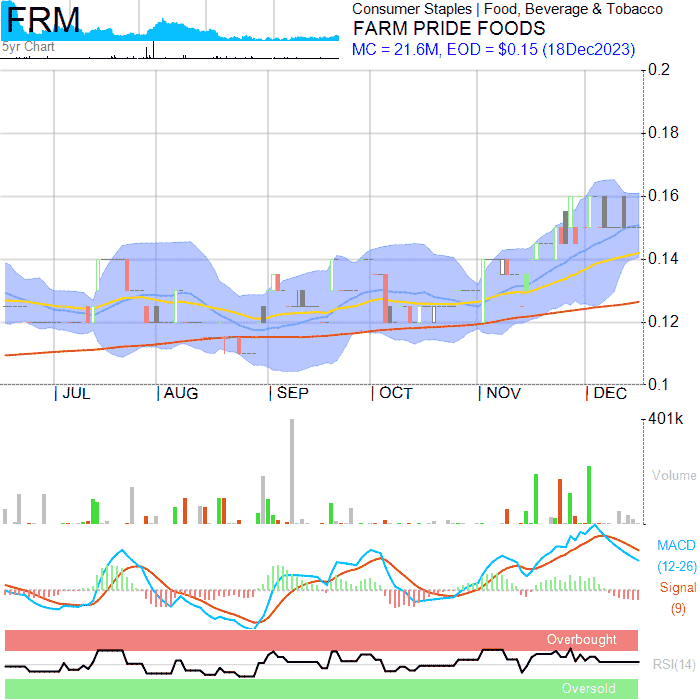 FRM
5yr Chart
Consumer Staples | Food, Beverage & Tobacco
FARM PRIDE FOODS
MC = 21.6M, EOD = $0.15 (18Dec2023)
0.2
0.18
0.16
0.14
0.12
0.1
JUL
AUG
SEP
OCT
NOV
DEC
401k
Volume
MACD
(12-26)
Signal
(9)
Overbought
RSI(14)
Oversold